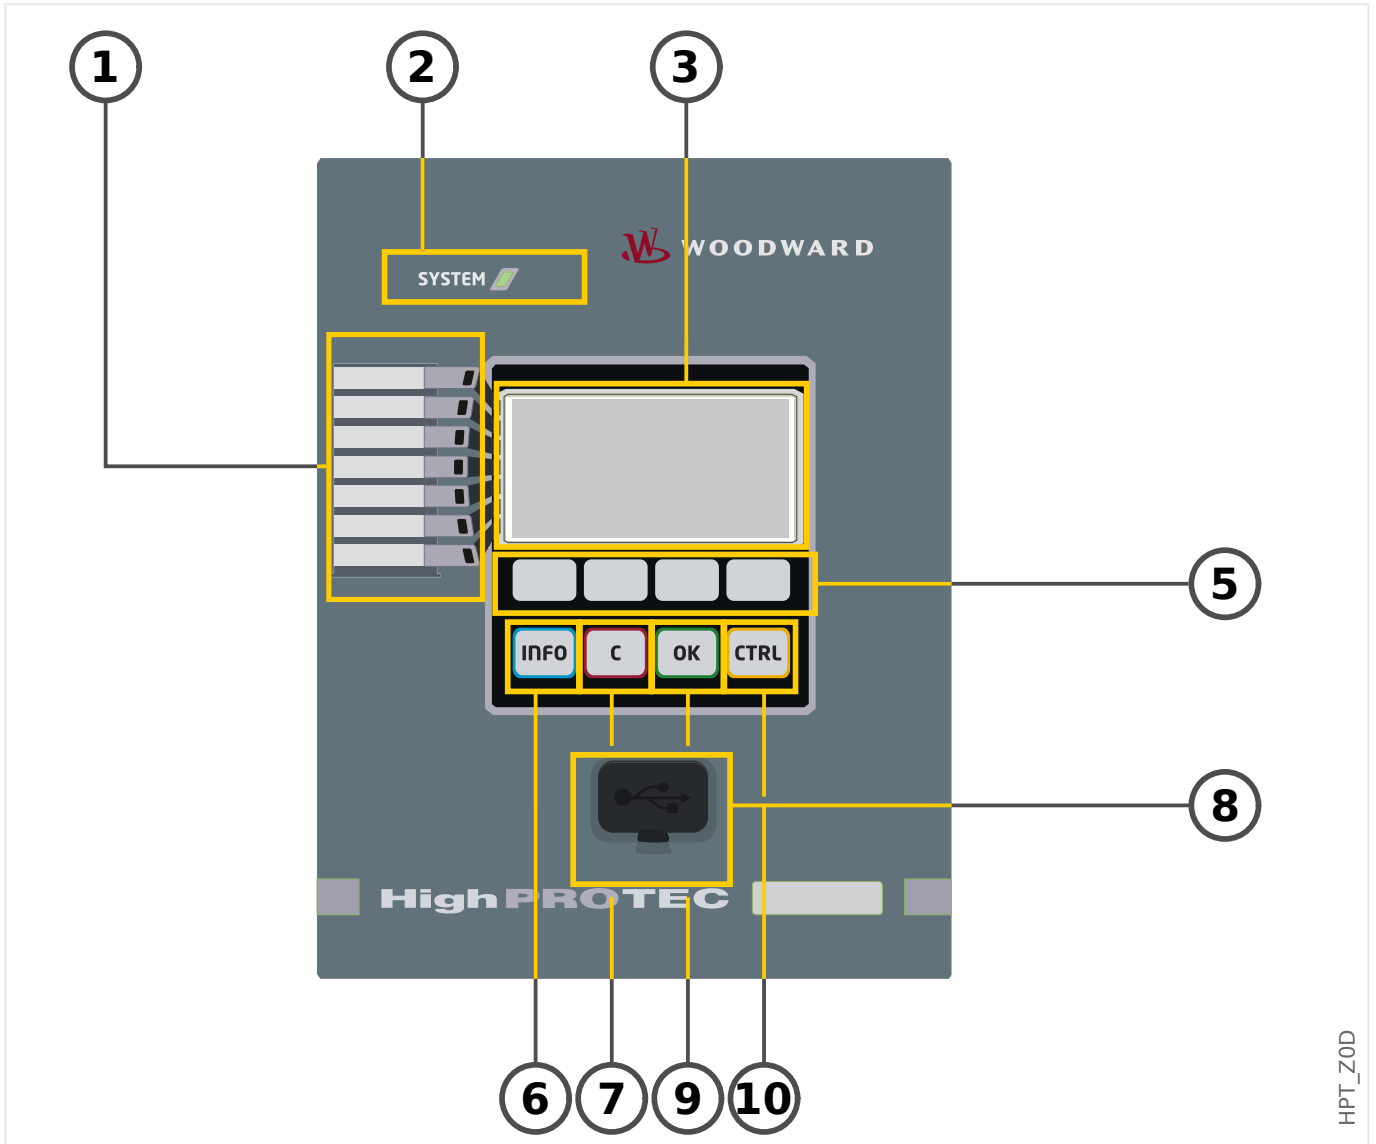 1 2 3
WOODWARD
SYSTEM
5
INFO C OK CTRL
8
HighPROTEC
6 7 9 10
HPT_Z0D